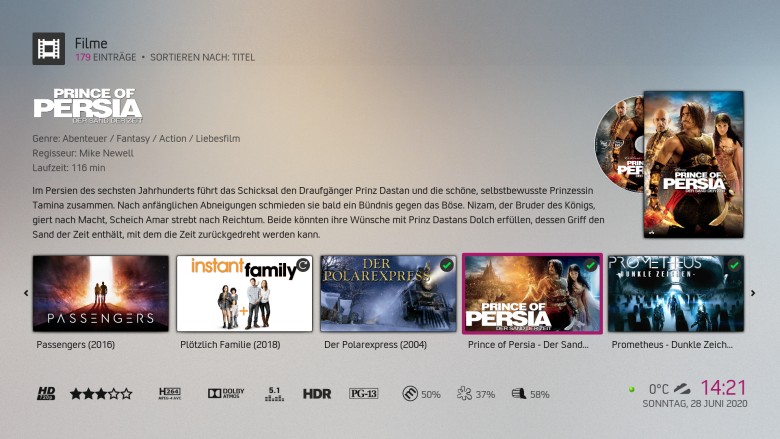 Filme
179 EINTRÄGE • SORTIEREN NACH: TITEL
PRINCE OF
PERSIA
DER SAND DER ZEIT
Genre: Abenteuer / Fantasy / Action / Liebesfilm
Regisseur: Mike Newell
Laufzeit: 116 min
PRINCE OF
PERSIA
DER SAND DER ZEIT
Im Persien des sechsten Jahrhunderts führt das Schicksal den Draufgänger Prinz Dastan und die schöne, selbstbewusste Prinzessin
Tamina zusammen. Nach anfänglichen Abneigungen schmieden sie bald ein Bündnis gegen das Böse. Nizam, der Bruder des Königs,
giert nach Macht, Scheich Amar strebt nach Reichtum. Beide könnten ihre Wünsche mit Prinz Dastans Dolch erfüllen, dessen Griff den
Sand der Zeit enthält, mit dem die Zeit zurückgedreht werden kann.
PASSENGERS
instant family
DER
POLAREXPRESS
PRINCE OF
PERSIA
DER SAND DER ZEIT
PROMETHEUS
-DUNKLE ZEICHEN-
Passengers (2016)
Plötzlich Familie (2018)
Der Polarexpress (2004)
Prince of Persia - Der Sand...
Prometheus - Dunkle Zeich...
HD
720p
H264
MPEG-4 AVC
DOLBY
ATMOS
5.1
HDR
PG-13
50%
37%
58%
0°C
14:21
SONNTAG, 28 JUNI 2020